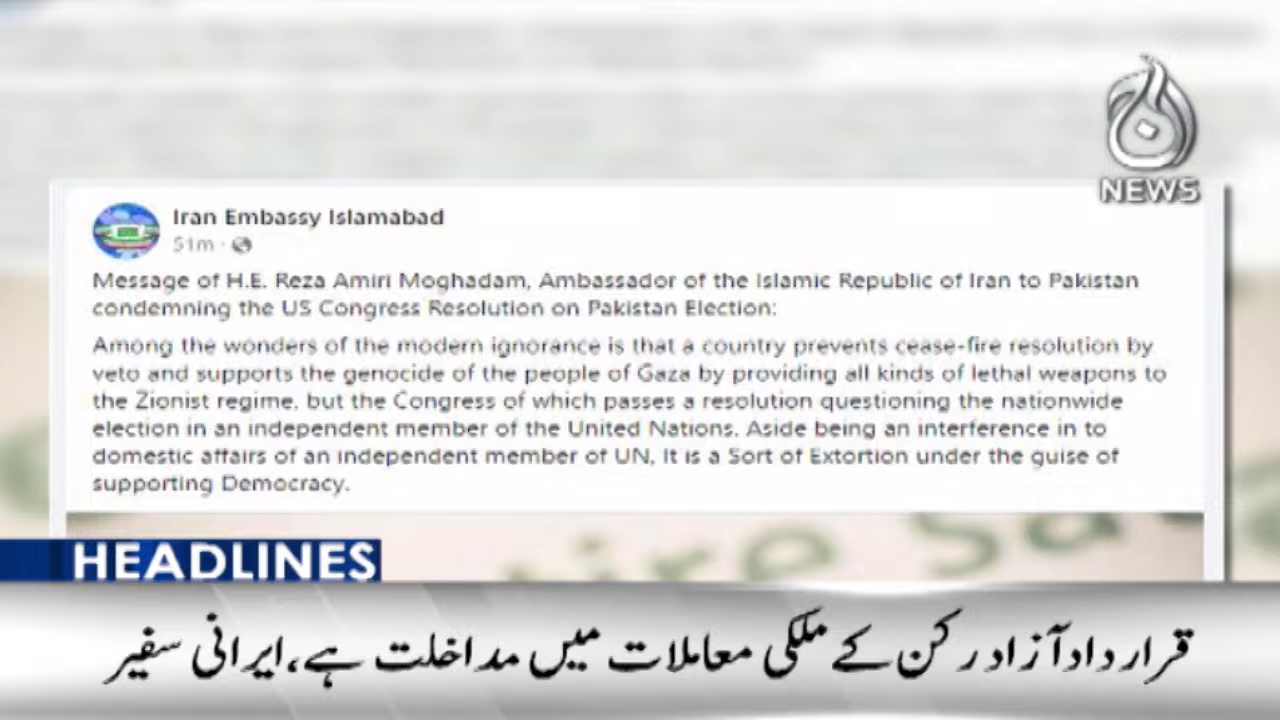 آج
NEWS
Iran Embassy Islamabad
51m
Message of H.E. Reza Amiri Moghadam, Ambassador of the Islamic Republic of Iran to Pakistan
condemning the US Congress Resolution on Pakistan Election:
Among the wonders of the modern ignorance is that a country prevents cease-fire resolution by
veto and supports the genocide of the people of Gaza by providing all kinds of lethal weapons to
the Zionist regime, but the Congress of which passes a resolution questioning the nationwide
election in an independent member of the United Nations. Aside being an interference in to
domestic affairs of an independent member of UN, It is a Sort of Extortion under the guise of
supporting Democracy.
HEADLINES
قرارداد آزاد رکن کے ملکی معاملات میں مداخلت ہے، ایرانی سفیر